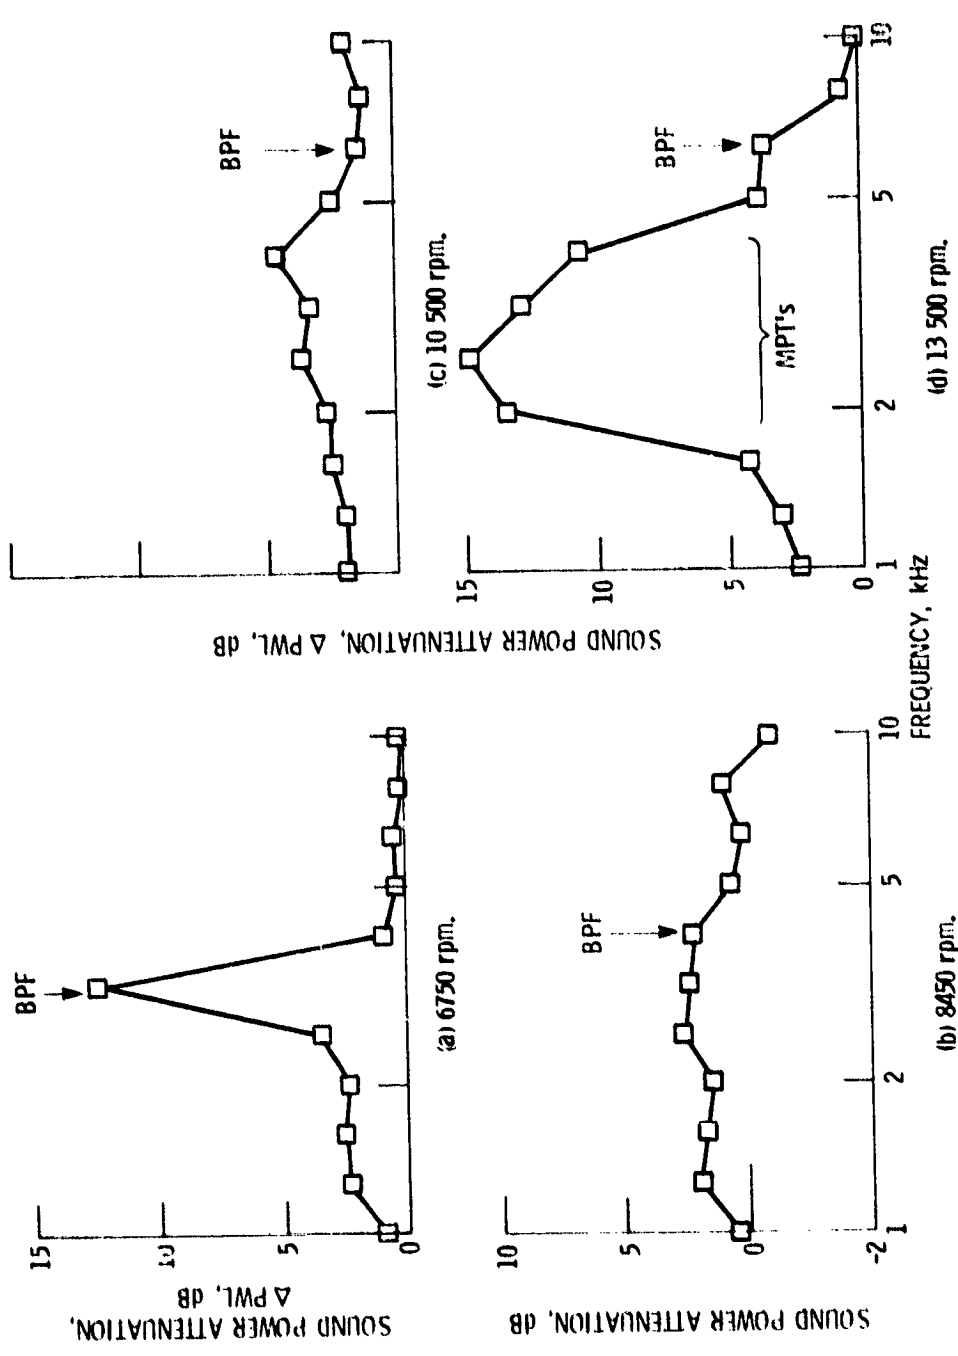 15
10
5
0
SOUND POWER ATTENUATION,
Δ PWL, dB
BPF
(a) 6750 rpm.
10
5
0
-2
SOUND POWER ATTENUATION, dB
BPF
1
2
5
10
(b) 8450 rpm.
SOUND POWER ATTENUATION, Δ PWL, dB
BPF
(c) 10 500 rpm.
15
10
5
0
BPF
MPT's
1
2
5
10
(d) 13 500 rpm.
FREQUENCY, kHz